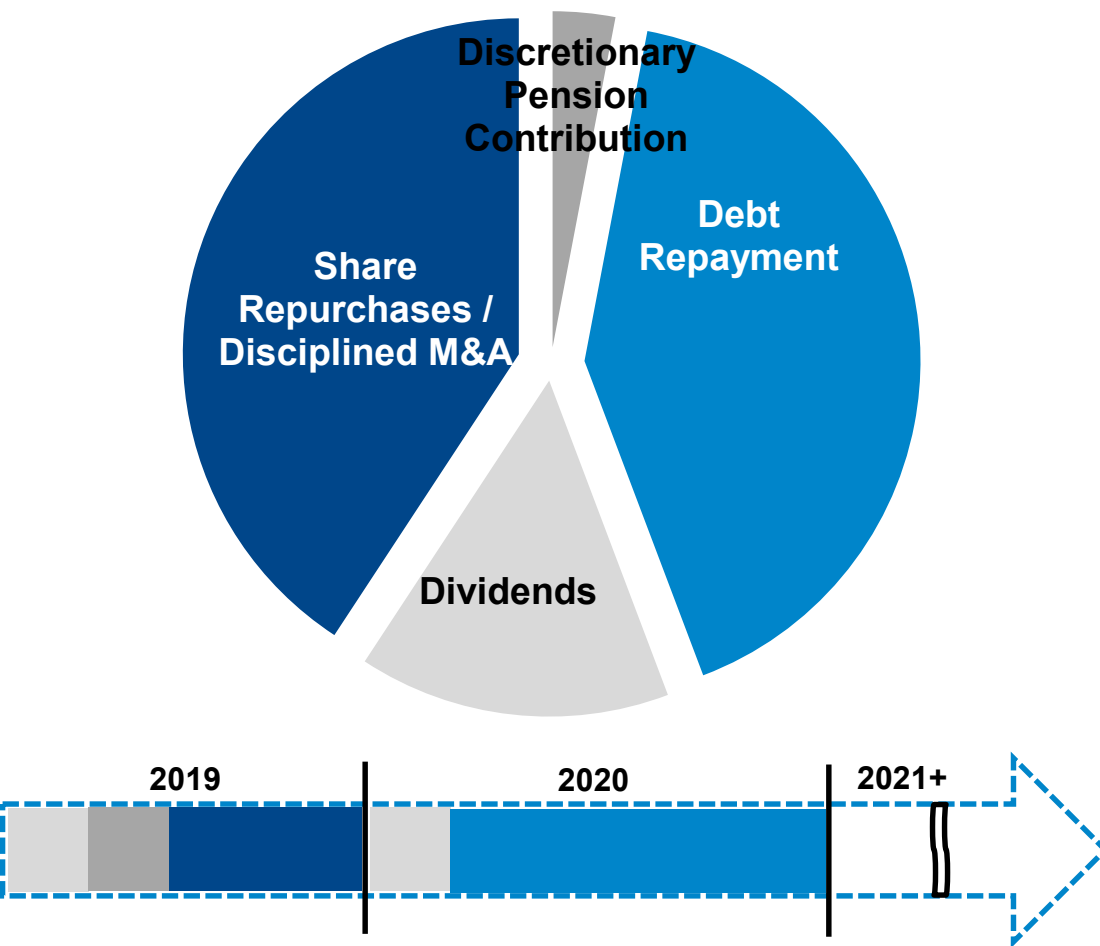 Discretionary
Pension
Contribution
Debt
Repayment
Share
Repurchases /
Disciplined M&A
Dividends
2019
2020
2021+